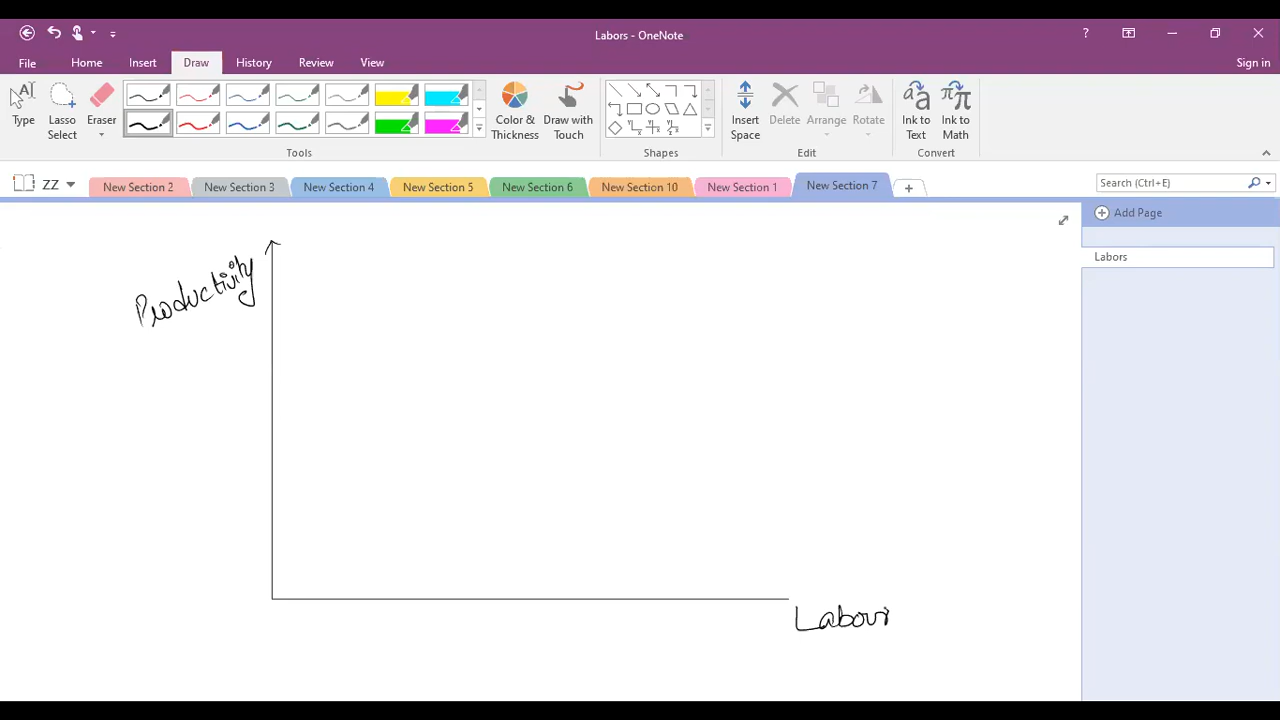 Labors - OneNote
?
File
Home
Insert
Draw
History
Review
View
Sign in
Type
Lasso
Select
Eraser
Color &
Thickness
Draw with
Touch
Insert
Space
Delete
Arrange
Rotate
Ink to
Text
Ink to
Math
Tools
Shapes
Edit
Convert
ZZ
New Section 2
New Section 3
New Section 4
New Section 5
New Section 6
New Section 10
New Section 1
New Section 7
Search (Ctrl+E)
Add Page
Labors
Productivity
Labour